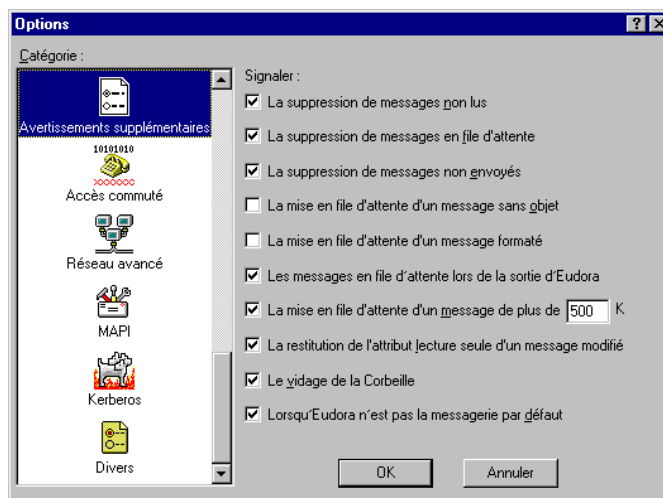 Options
Catégorie :
Avertissements supplémentaires
10101010
Accès commuté
Réseau avancé
MAPI
Kerberos
Divers
Signaler :
La suppression de messages non lus
La suppression de messages en file d'attente
La suppression de messages non envoyés
La mise en file d'attente d'un message sans objet
La mise en file d'attente d'un message formaté
Les messages en file d'attente lors de la sortie d'Eudora
La mise en file d'attente d'un message de plus de 500 K
La restitution de l'attribut lecture seule d'un message modifié
Le vidage de la Corbeille
Lorsqu'Eudora n'est pas la messagerie par défaut
OK Annuler